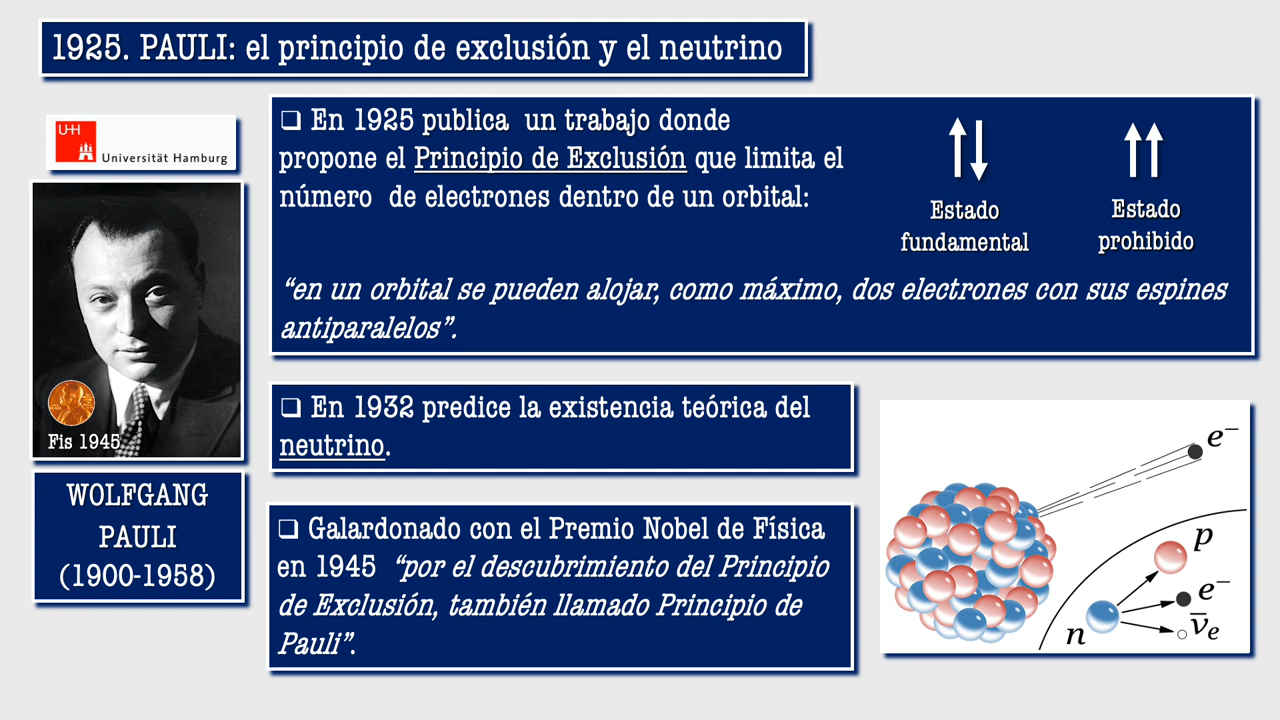 1925. PAULI: el principio de exclusión y el neutrino
UHH
Universität Hamburg
Fis 1945
WOLFGANG
PAULI
(1900-1958)
❑ En 1925 publica un trabajo donde
propone el Principio de Exclusión que limita el
número de electrones dentro de un orbital:
“en un orbital se pueden alojar, como máximo, dos electrones con sus espines
antiparalelos”.
Estado
fundamental
Estado
prohibido
❑ En 1932 predice la existencia teórica del
neutrino.
❑ Galardonado con el Premio Nobel de Física
en 1945 “por el descubrimiento del Principio
de Exclusión, también llamado Principio de
Pauli”.
e⁻
p
e⁻
n
ν̅e